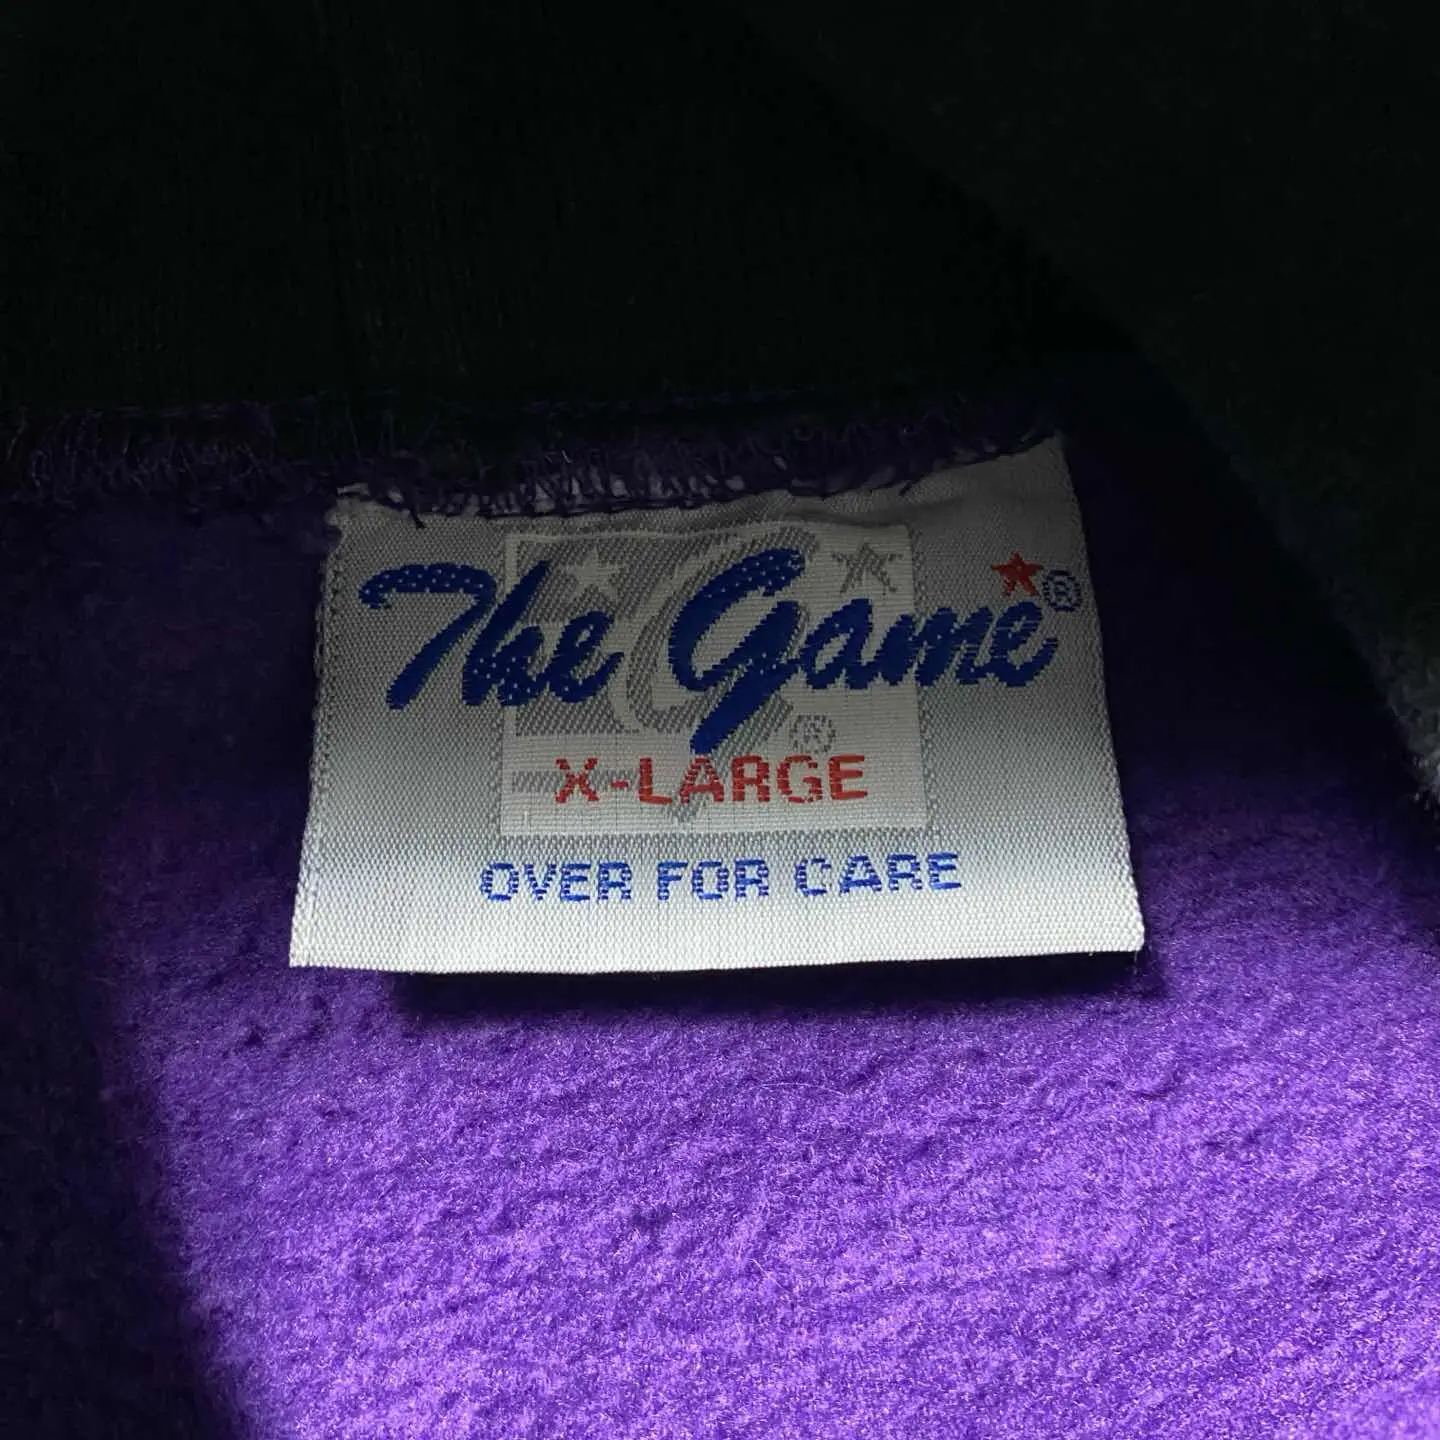 The Game®
®
X-LARGE
OVER FOR CARE